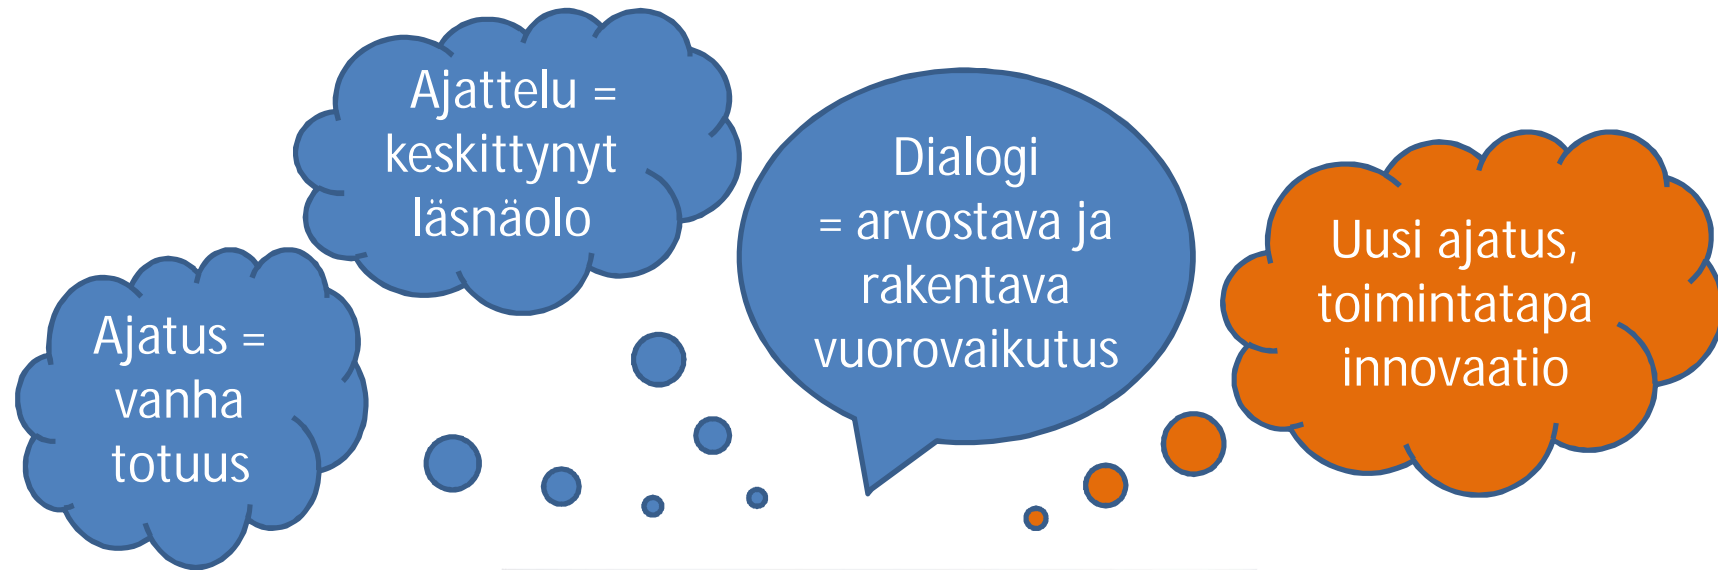 Ajatus =
vanha
totuus
Ajattelu =
keskittynyt
läsnäolo
Dialogi
= arvostava ja
rakentava
vuorovaikutus
Uusi ajatus,
toimintatapa
innovaatio